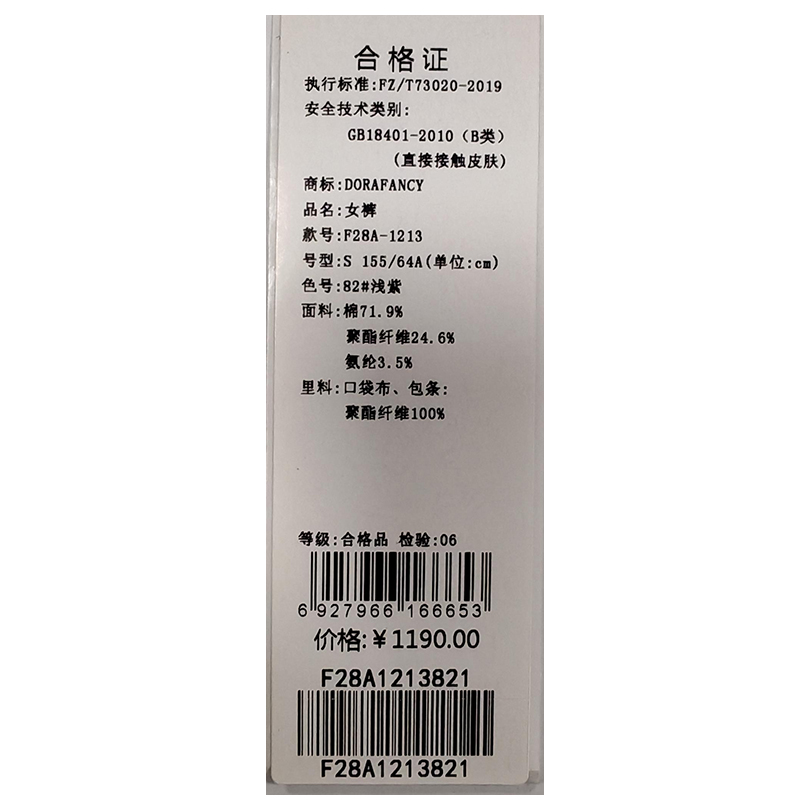 合格证
执行标准:FZ/T73020-2019
安全技术类别:
GB18401-2010（B类）
(直接接触皮肤)
商标:DORAFANCY
品名:女裤
款号:F28A-1213
号型:S 155/64A(单位:cm)
色号:82#浅紫
面料:棉71.9%
聚酯纤维24.6%
氨纶3.5%
里料:口袋布、包条:
聚酯纤维100%
等级:合格品 检验:06
6 927966 166653
价格:￥1190.00
F28A1213821
F28A1213821